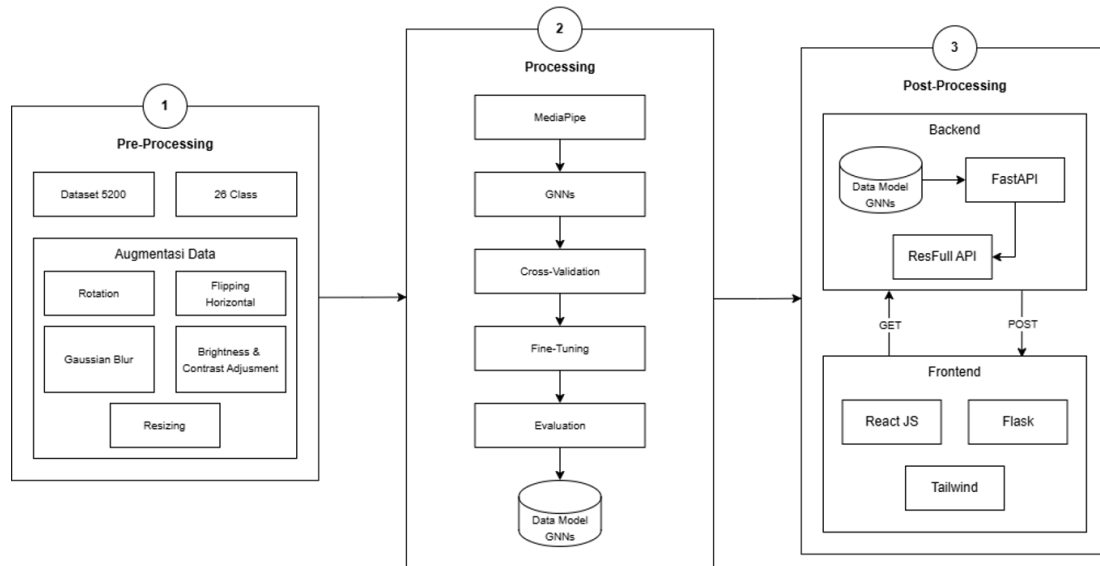 1
Pre-Processing
Dataset 5200
26 Class
Augmentasi Data
Rotation
Flipping
Horizontal
Gaussian Blur
Brightness &
Contrast Adjusment
Resizing
2
Processing
MediaPipe
GNNs
Cross-Validation
Fine-Tuning
Evaluation
Data Model
GNNs
3
Post-Processing
Backend
Data Model
GNNs
FastAPI
ResFull API
GET
POST
Frontend
React JS
Flask
Tailwind